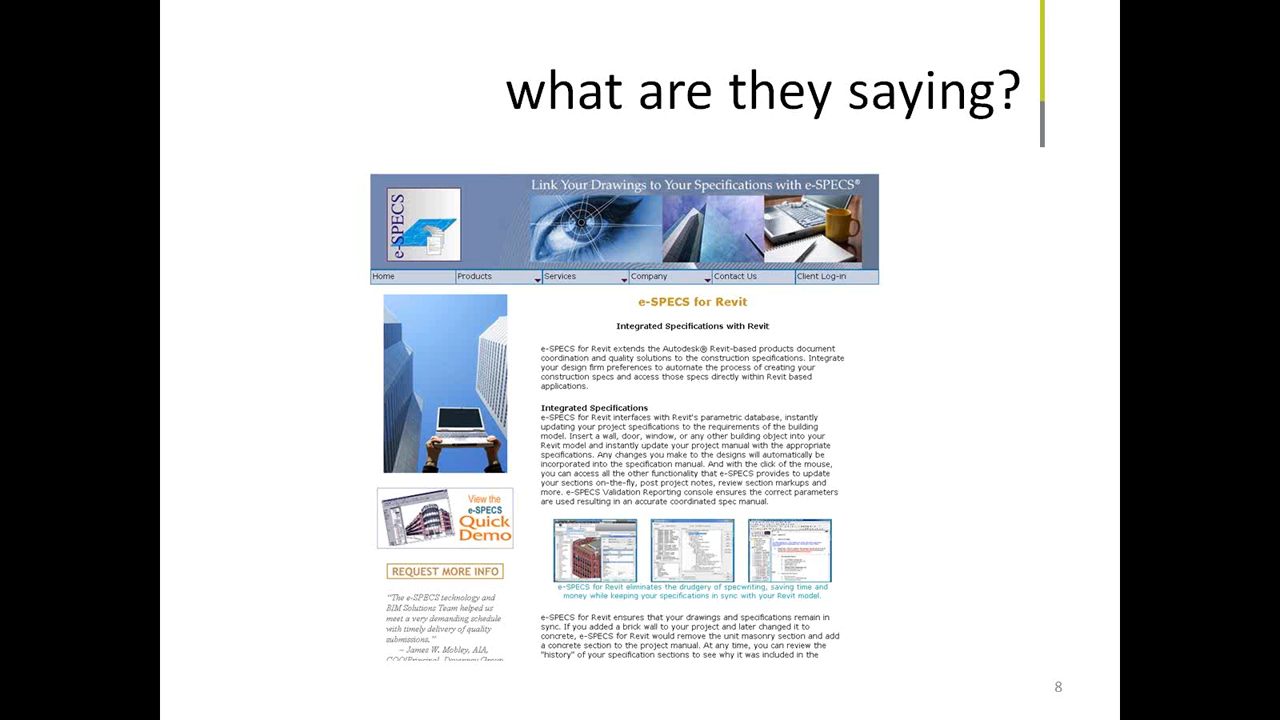 what are they saying?
Link Your Drawings to Your Specifications with e-SPECS®
e-SPECS
Home
Products
Services
Company
Contact Us
Client Log-in
e-SPECS for Revit
Integrated Specifications with Revit
e-SPECS for Revit extends the Autodesk® Revit-based products document
coordination and quality solutions to the construction specifications. Integrate
your design firm preferences to automate the process of creating your
construction specs and access those specs directly within Revit based
applications.
Integrated Specifications
e-SPECS for Revit interfaces with Revit's parametric database, instantly
updating your project specifications to the requirements of the building
model. Insert a wall, door, window, or any other building object into your
Revit model and instantly update your project manual with the appropriate
specifications. Any changes you make to the designs will automatically be
incorporated into the specification manual. And with the click of the mouse,
you can access all the other functionality that e-SPECS provides to update
your sections on-the-fly, post project notes, review section markups and
more. e-SPECS Validation Reporting console ensures the correct parameters
are used resulting in an accurate coordinated spec manual.
View the
e-SPECS
Quick
Demo
REQUEST MORE INFO
e-SPECS for Revit eliminates the drudgery of specwriting, saving time and
money while keeping your specifications in sync with your Revit model.
"The e-SPECS technology and
BIM Solutions Team helped us
meet a very demanding schedule
with timely delivery of quality
submissions."
~ James W. Mobley, AIA,
e-SPECS for Revit ensures that your drawings and specifications remain in
sync. If you added a brick wall to your project and later changed it to
concrete, e-SPECS for Revit would remove the unit masonry section and add
a concrete section to the project manual. At any time, you can review the
"history" of your specification sections to see why it was included in the
8